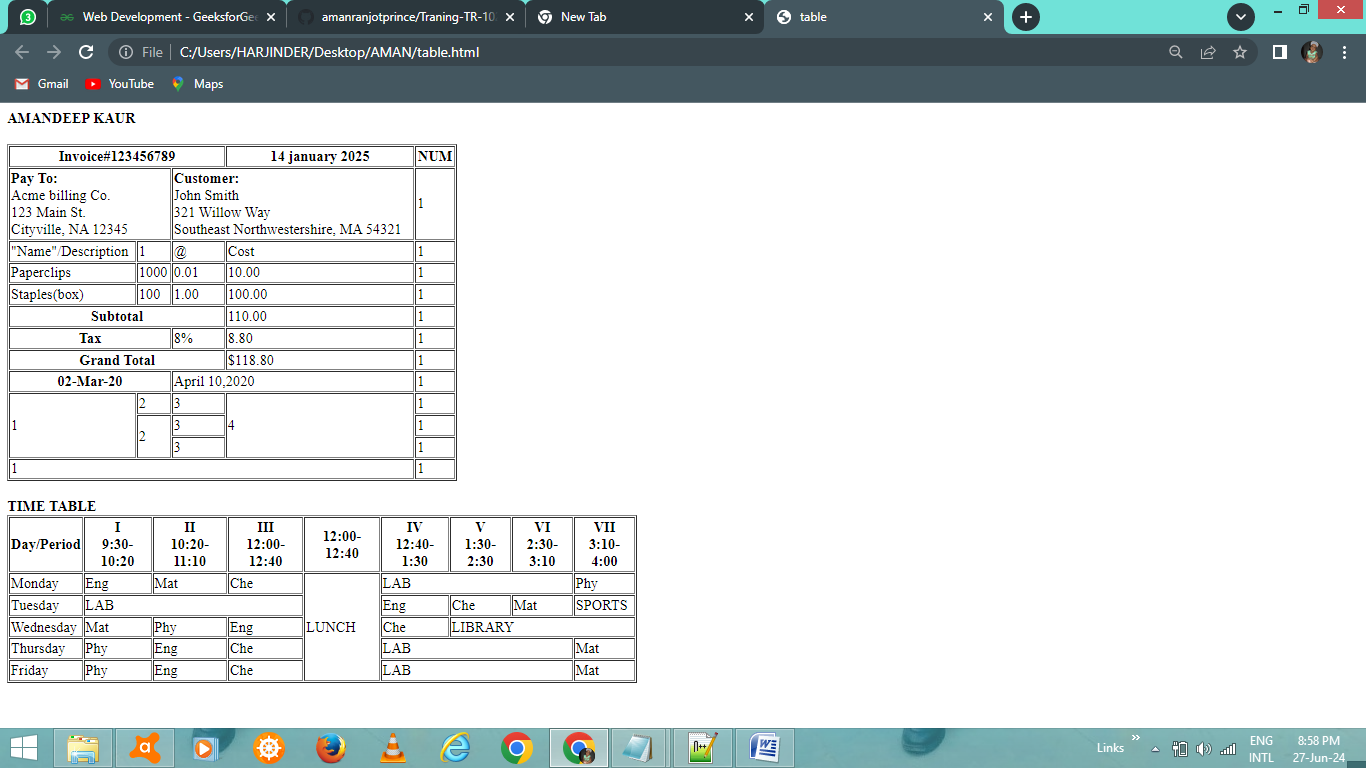 3
Web Development - GeeksforGe
amanranjotprince/Traning-TR-10
New Tab
table
File C:/Users/HARJINDER/Desktop/AMAN/table.html
Gmail YouTube Maps
AMANDEEP KAUR
Invoice#123456789 14 january 2025 NUM
Pay To:
Acme billing Co.
123 Main St.
Cityville, NA 12345
Customer:
John Smith
321 Willow Way
Southeast Northwestershire, MA 54321
1
"Name"/Description 1 @ Cost 1
Paperclips 1000 0.01 10.00 1
Staples(box) 100 1.00 100.00 1
Subtotal 110.00 1
Tax 8% 8.80 1
Grand Total $118.80 1
02-Mar-20 April 10,2020 1
2 3 1
1 3 4 1
2
3 1
1 1
TIME TABLE
Day/Period
I
9:30-
10:20
II
10:20-
11:10
III
12:00-
12:40
12:00-
12:40
IV
12:40-
1:30
V
1:30-
2:30
VI
2:30-
3:10
VII
3:10-
4:00
Monday Eng Mat Che LAB Phy
Tuesday LAB Eng Che Mat SPORTS
Wednesday Mat Phy Eng LUNCH Che LIBRARY
Thursday Phy Eng Che LAB Mat
Friday Phy Eng Che LAB Mat
Links
ENG
INTL
8:58 PM
27-Jun-24